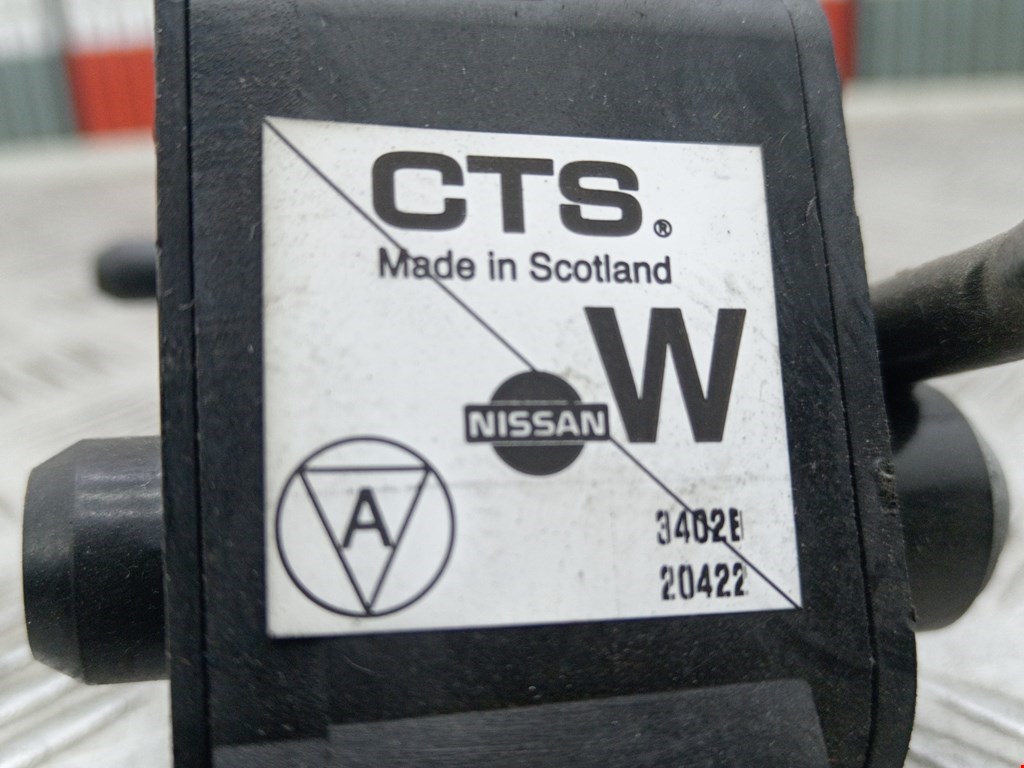 CTS®
Made in Scotland
W
NISSAN
A
3402E
20422